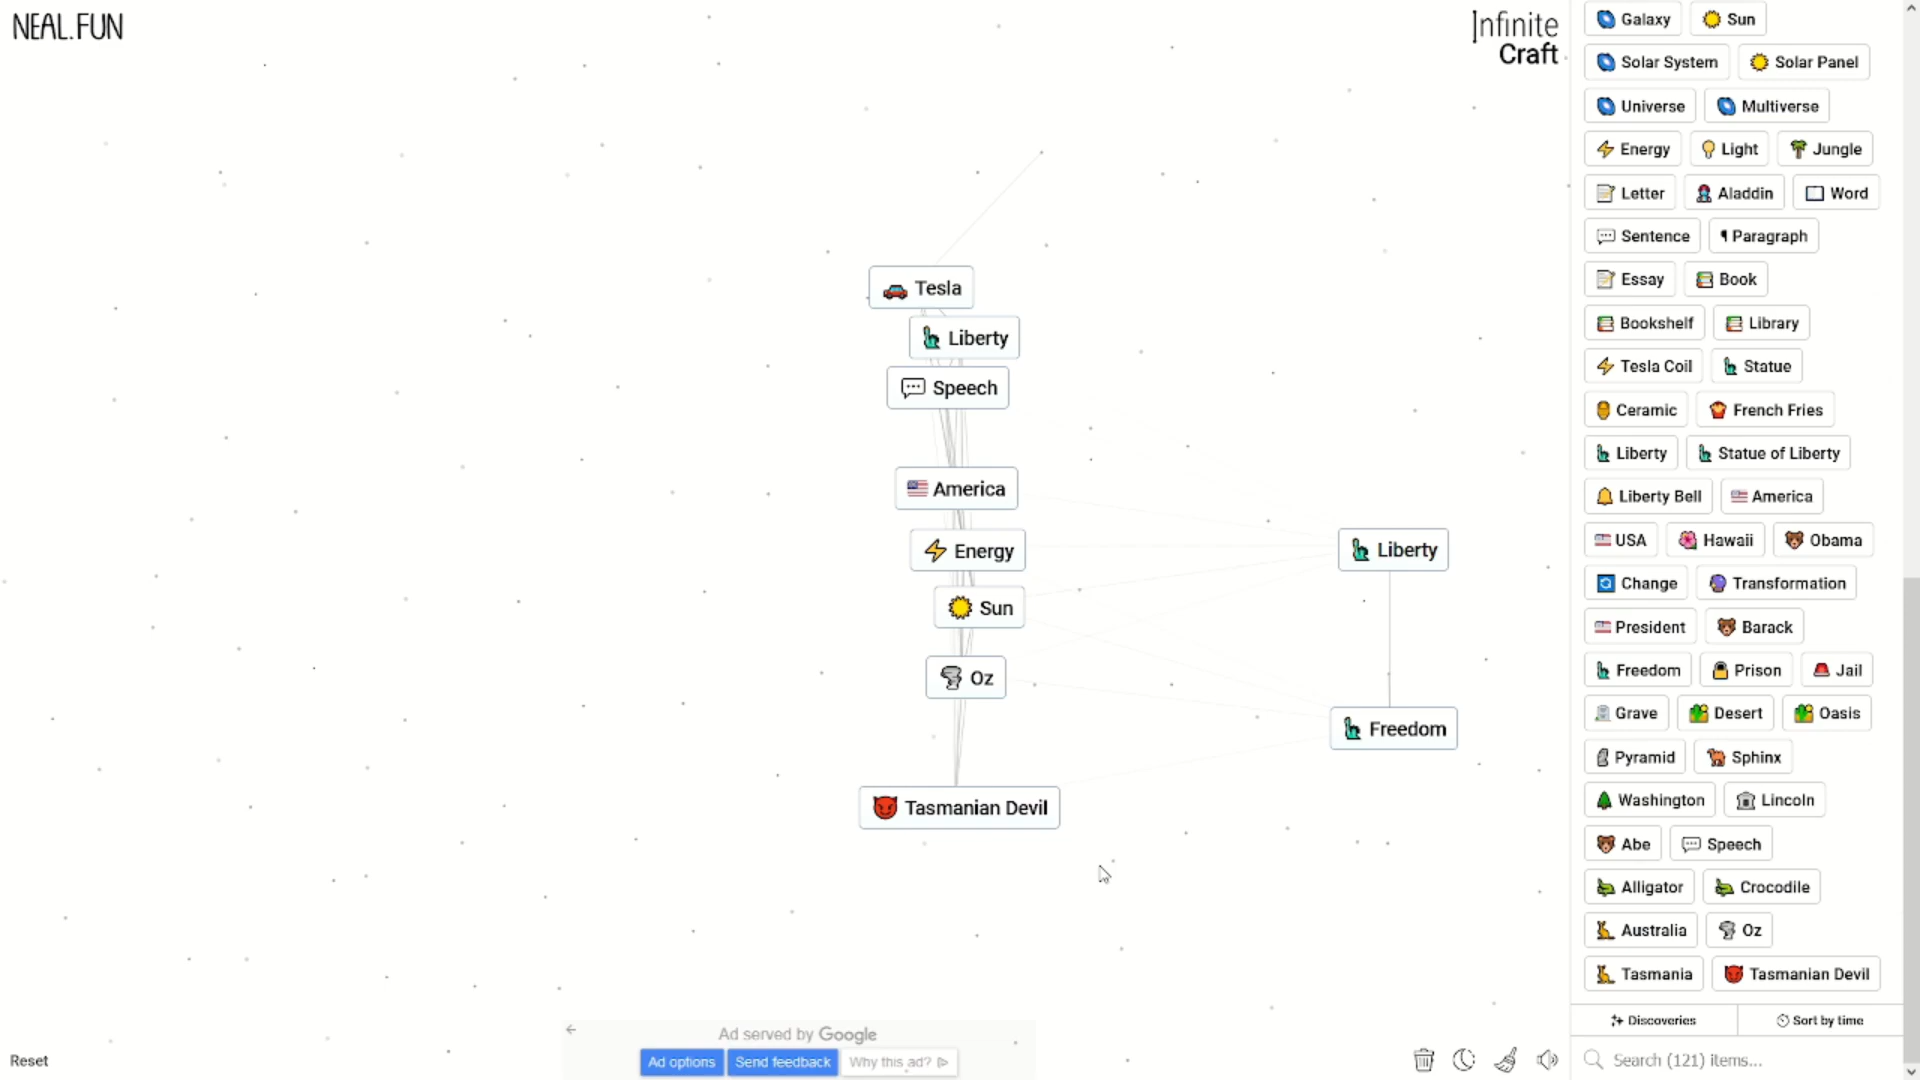 NEAL.FUN
Infinite
Craft
Tesla
Liberty
Speech
America
Energy
Sun
Oz
Tasmanian Devil
Liberty
Freedom
Galaxy Sun
Solar System Solar Panel
Universe Multiverse
Energy Light Jungle
Letter Aladdin Word
Sentence ¶ Paragraph
Essay Book
Bookshelf Library
Tesla Coil Statue
Ceramic French Fries
Liberty Statue of Liberty
Liberty Bell America
USA Hawaii Obama
Change Transformation
President Barack
Freedom Prison Jail
Grave Desert Oasis
Pyramid Sphinx
Washington Lincoln
Abe Speech
Alligator Crocodile
Australia Oz
Tasmania Tasmanian Devil
Discoveries Sort by time
Search (121) items...
Ad served by Google
Ad options Send feedback Why this ad?
Reset